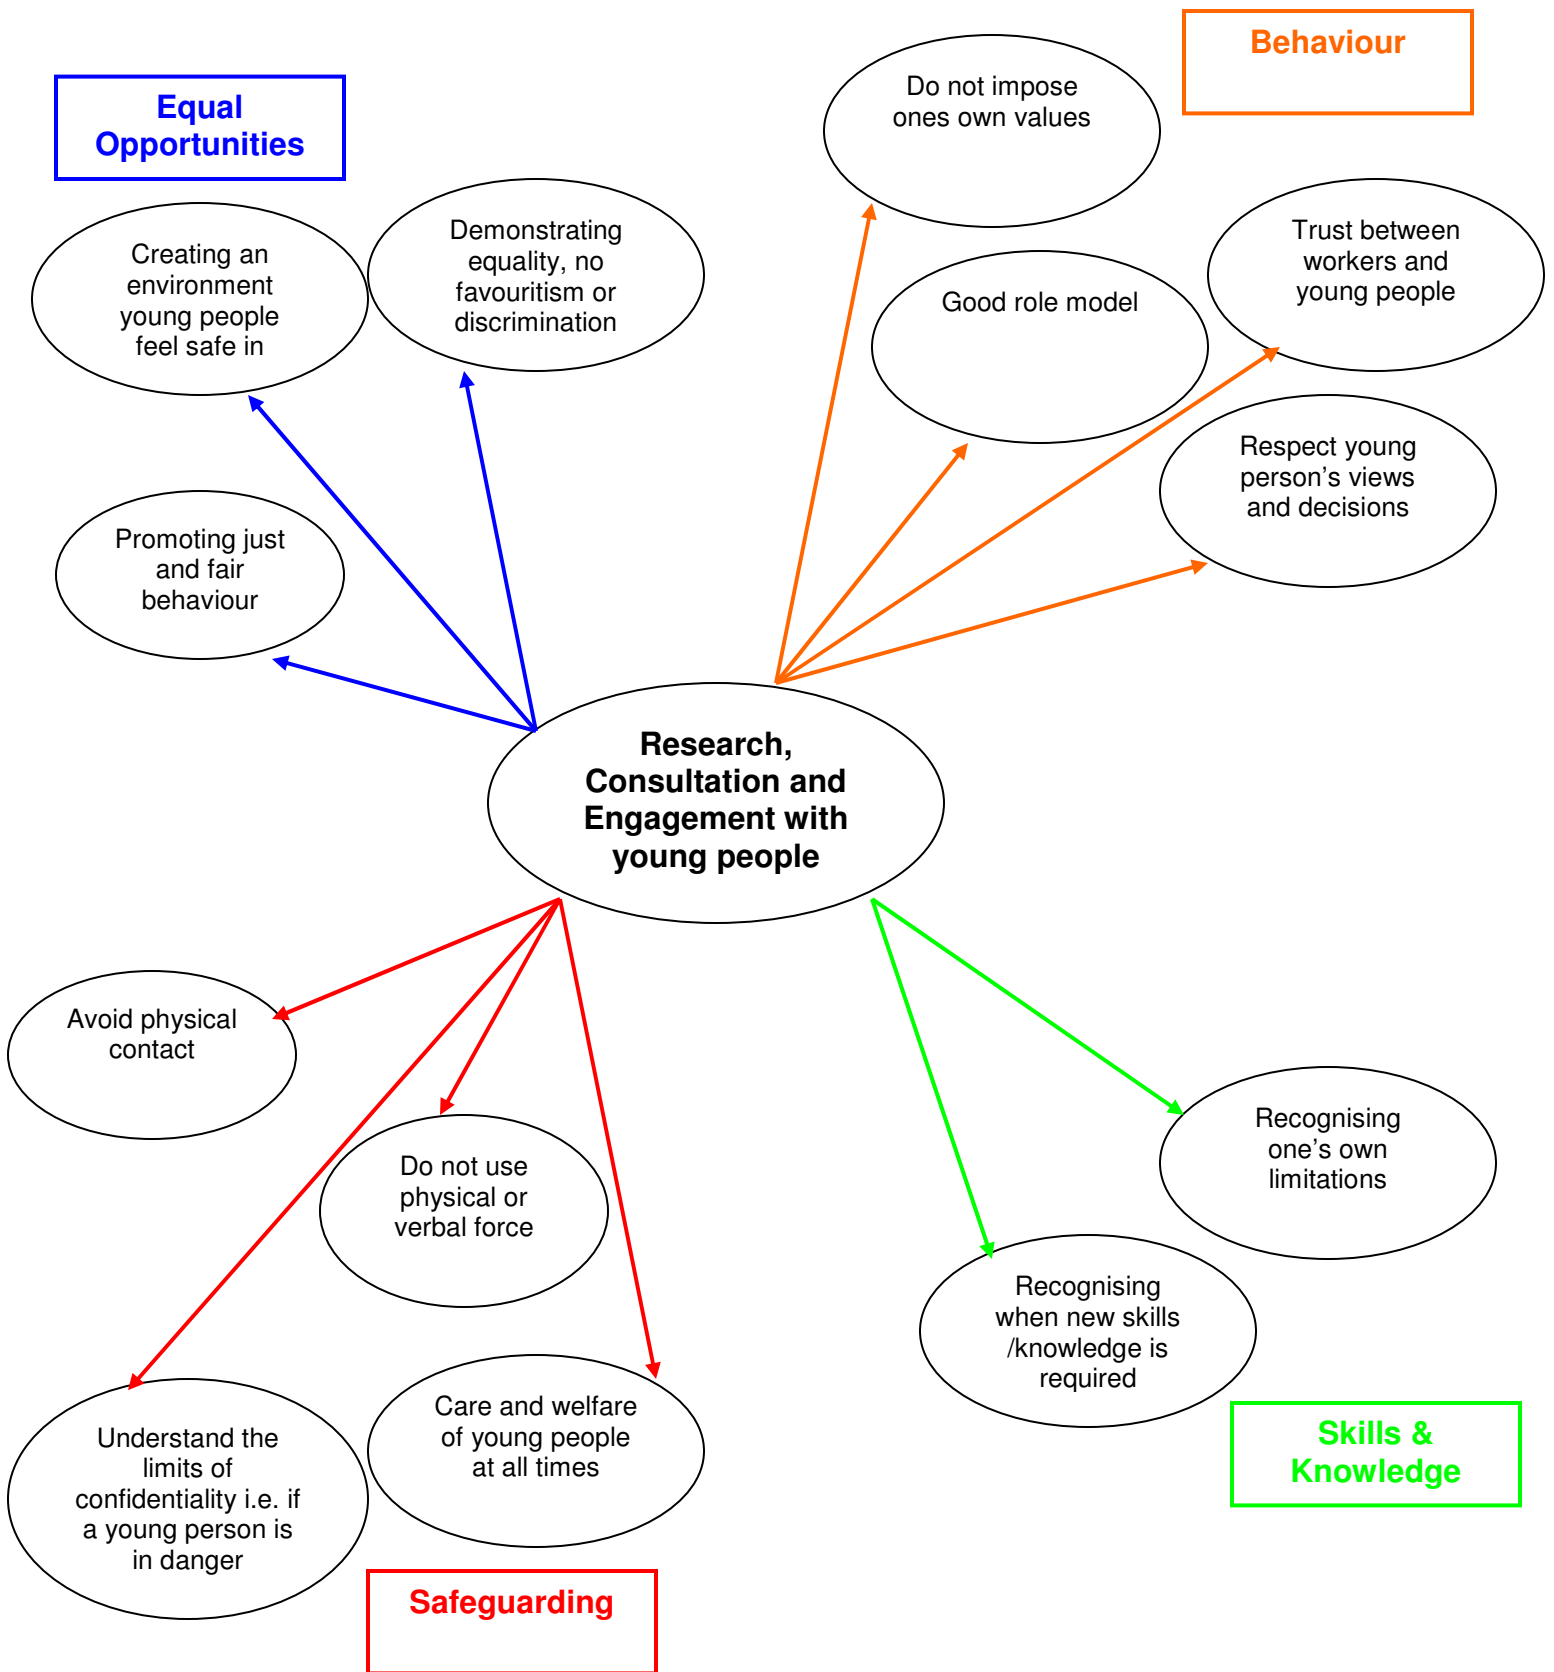 Behaviour
Equal
Opportunities
Do not impose
ones own values
Creating an
environment
young people
feel safe in
Demonstrating
equality, no
favouritism or
discrimination
Good role model
Trust between
workers and
young people
Respect young
person’s views
and decisions
Promoting just
and fair
behaviour
Research,
Consultation and
Engagement with
young people
Avoid physical
contact
Do not use
physical or
verbal force
Recognising
one’s own
limitations
Recognising
when new skills
/knowledge is
required
Understand the
limits of
confidentiality i.e. if
a young person is
in danger
Care and welfare
of young people
at all times
Skills &
Knowledge
Safeguarding